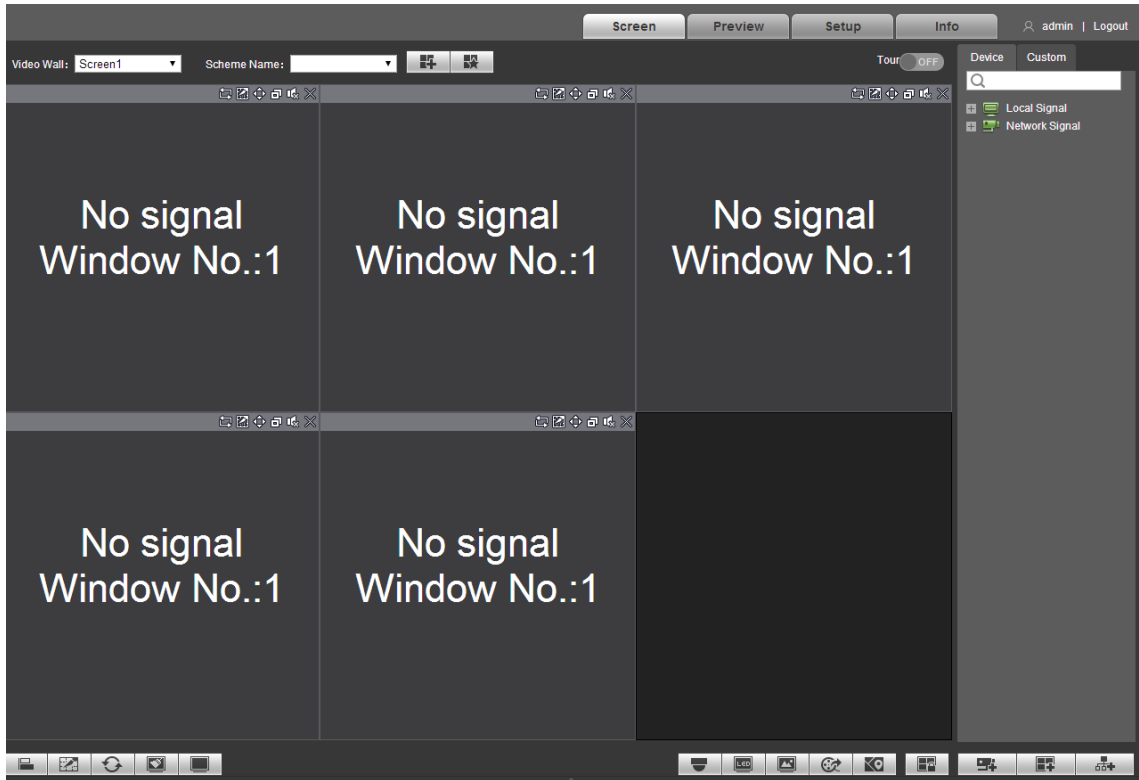 Screen Preview Setup Info admin | Logout
Video Wall: Screen1 Scheme Name: Tour OFF Device Custom
Local Signal
Network Signal
No signal
Window No.:1
No signal
Window No.:1
No signal
Window No.:1
No signal
Window No.:1
No signal
Window No.:1
LED